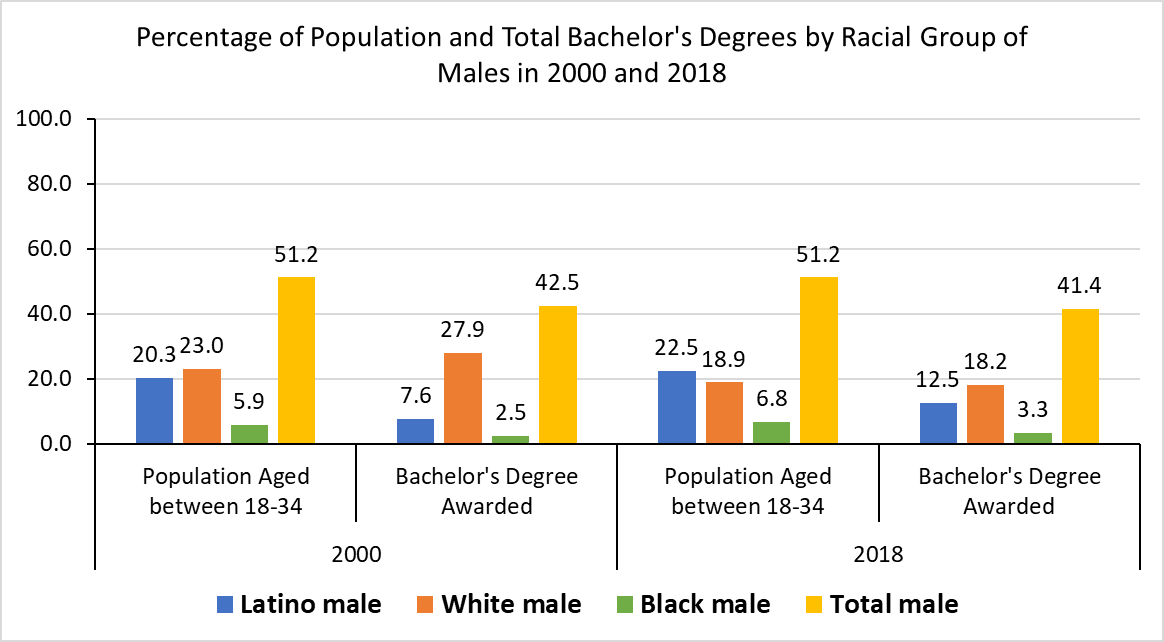 Percentage of Population and Total Bachelor's Degrees by Racial Group of
Males in 2000 and 2018
100.0
80.0
60.0
40.0
20.0
0.0
20.3
23.0
5.9
51.2
7.6
27.9
2.5
42.5
22.5
18.9
6.8
51.2
12.5
18.2
3.3
41.4
Population Aged
between 18-34
Bachelor's Degree
Awarded
Population Aged
between 18-34
Bachelor's Degree
Awarded
2000
2018
Latino male
White male
Black male
Total male